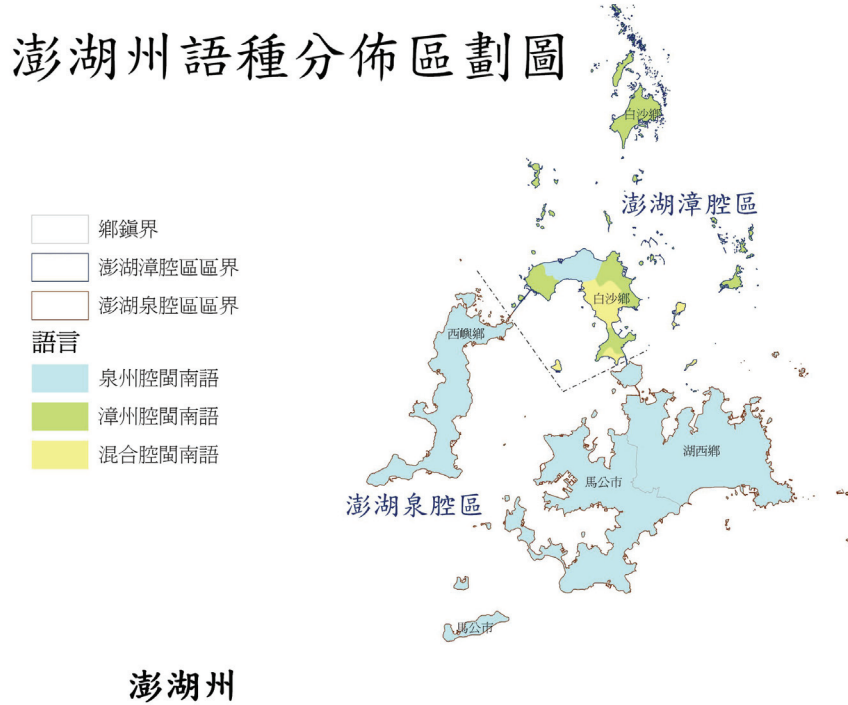 澎湖州語種分佈區劃圖
白沙鄉
澎湖漳腔區
鄉鎮界
澎湖漳腔區區界
澎湖泉腔區區界
語言
泉州腔閩南語
漳州腔閩南語
混合腔閩南語
白沙鄉
西嶼鄉
湖西鄉
馬公市
澎湖泉腔區
馬公市
澎湖州